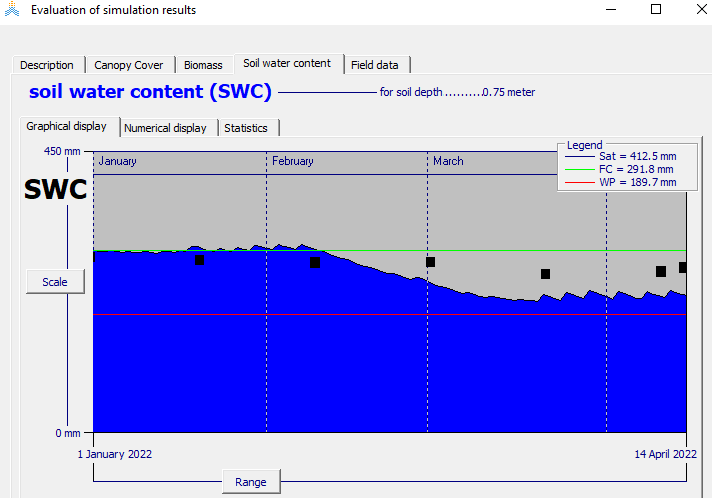 Evaluation of simulation results
Description Canopy Cover Biomass Soil water content Field data
soil water content (SWC) for soil depth ..........0.75 meter
Graphical display Numerical display Statistics
450 mm
January February March
Legend
Sat = 412.5 mm
FC = 291.8 mm
WP = 189.7 mm
SWC
Scale
0 mm
1 January 2022 14 April 2022
Range